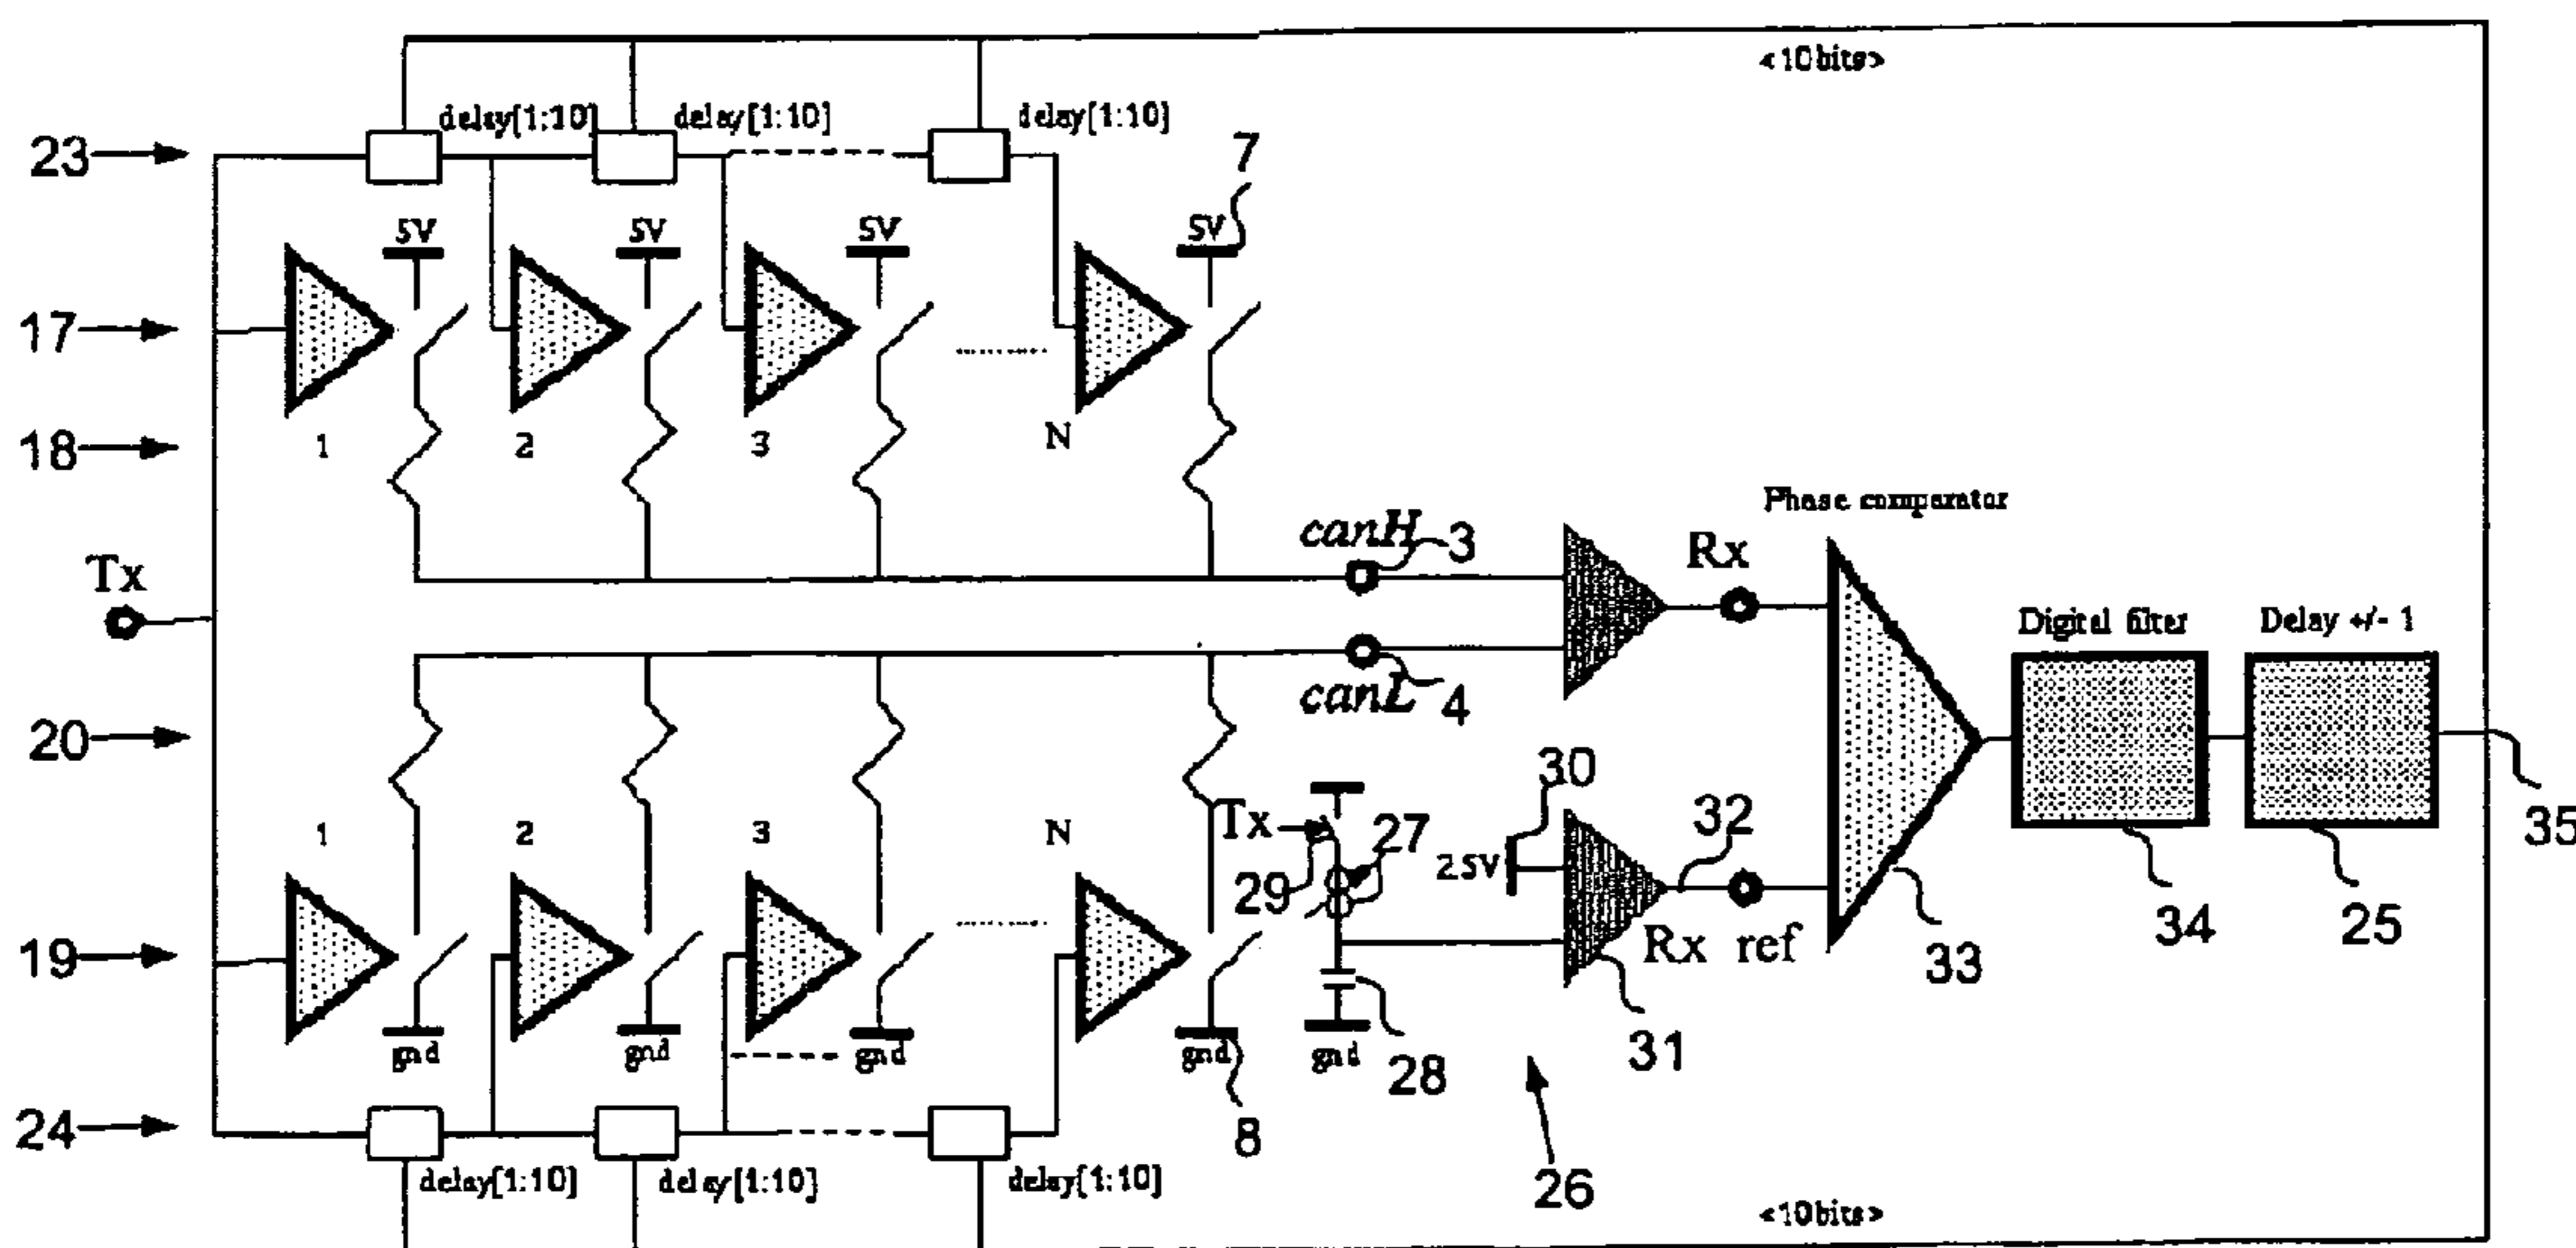 <10bits>
delay[1:10] delay[1:10] delay[1:10]
23
7
5V 5V 5V 5V
17
18
1 2 3 N
Phase comparator
canH 3
Rx
Tx
Digital filter Delay +/- 1
canL 4
20
30
1 2 3 N
Tx 27 32
35
29
2.5V
34 25
19
Rx ref 33
31
gnd gnd gnd gnd gnd
28
24
8
delay[1:10] delay[1:10] delay[1:10]
26
<10bits>